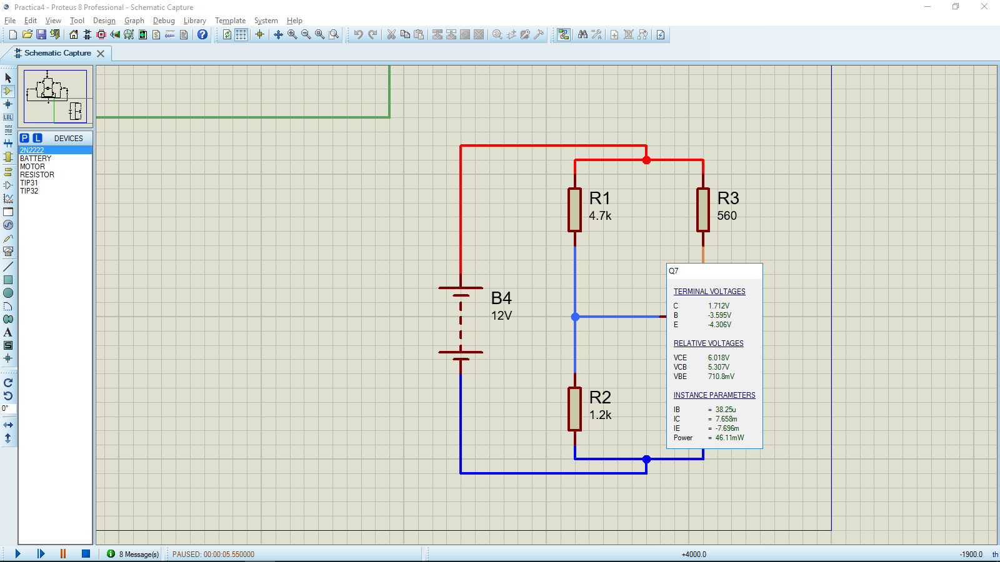 Practica4 - Proteus 8 Professional - Schematic Capture
File Edit View Tool Design Graph Debug Library Template System Help
Schematic Capture
P L DEVICES
2N2222
BATTERY
MOTOR
RESISTOR
TIP31
TIP32
LBL
A
S
0°
R1
4.7k
R3
560
B4
12V
R2
1.2k
Q7
TERMINAL VOLTAGES
C 1.712V
B -3.595V
E -4.306V
RELATIVE VOLTAGES
VCE 6.018V
VCB 5.307V
VBE 710.8mV
INSTANCE PARAMETERS
IB = 38.25u
IC = 7.658m
IE = -7.696m
Power = 46.11mW
8 Message(s) PAUSED: 00:00:05.550000 +4000.0 -1900.0 th